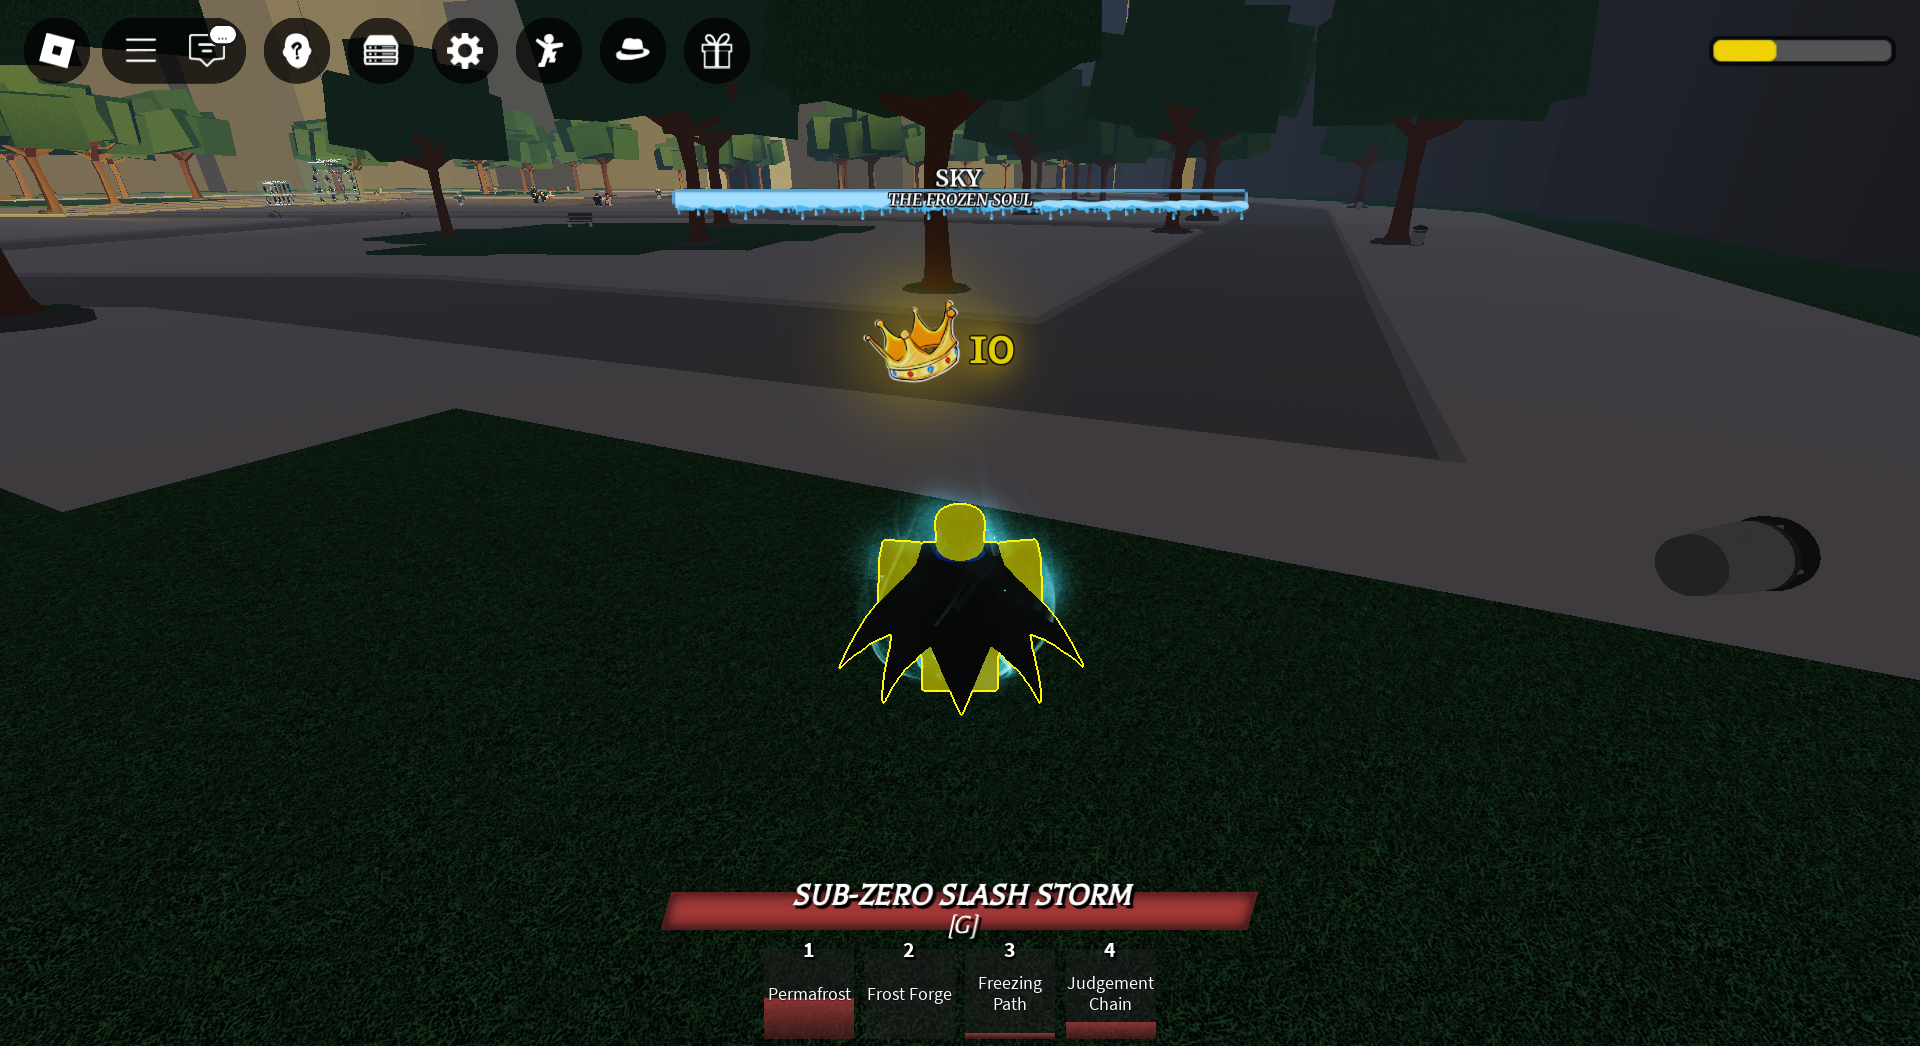 SKY
THE FROZEN SOUL
10
SUB-ZERO SLASH STORM
[G]
1
2
3
4
Permafrost
Frost Forge
Freezing
Path
Judgement
Chain